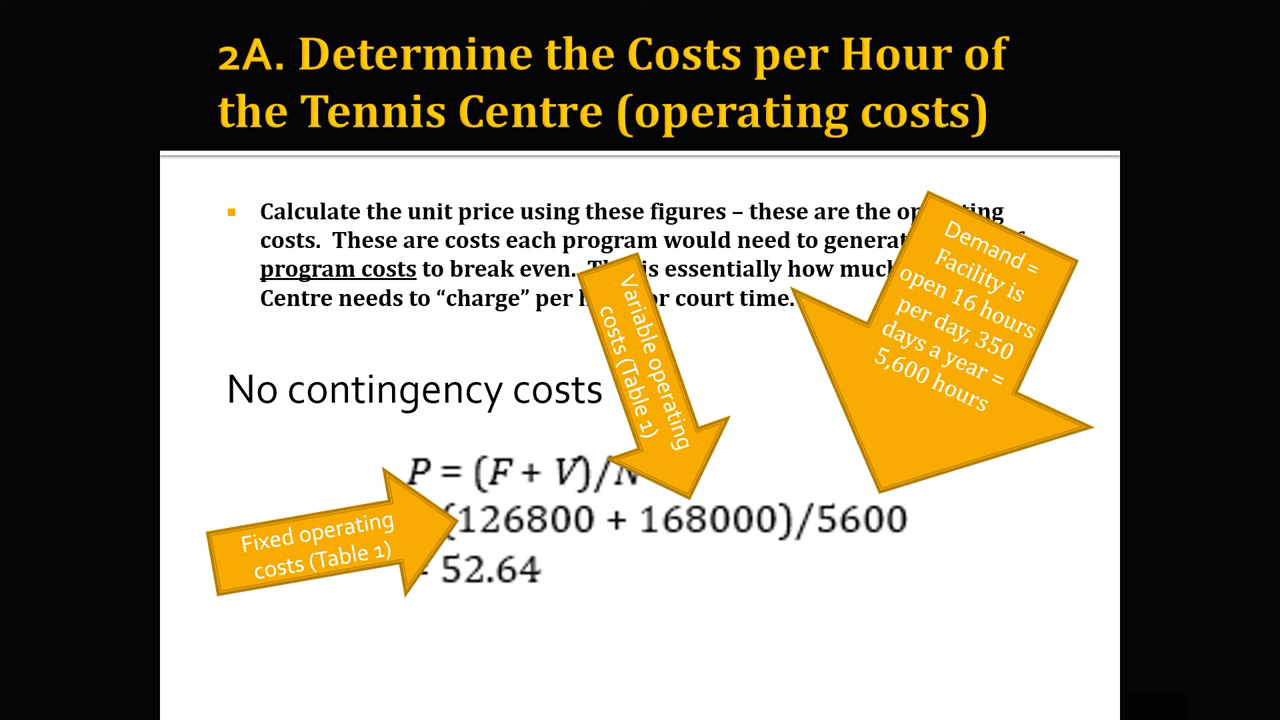 2A. Determine the Costs per Hour of
the Tennis Centre (operating costs)
Calculate the unit price using these figures – these are the operating
costs. These are costs each program would need to
program costs to break even.. is essentially how much
Centre needs to “charge” per court time.
No contingency costs
P = (F + V)/N
(126800 + 168000)/5600
= 52.64
Variable operating
costs (Table 1)
Demand =
Facility is
open 16 hours
per day, 350
days a year =
5,600 hours
Fixed operating
costs (Table 1)